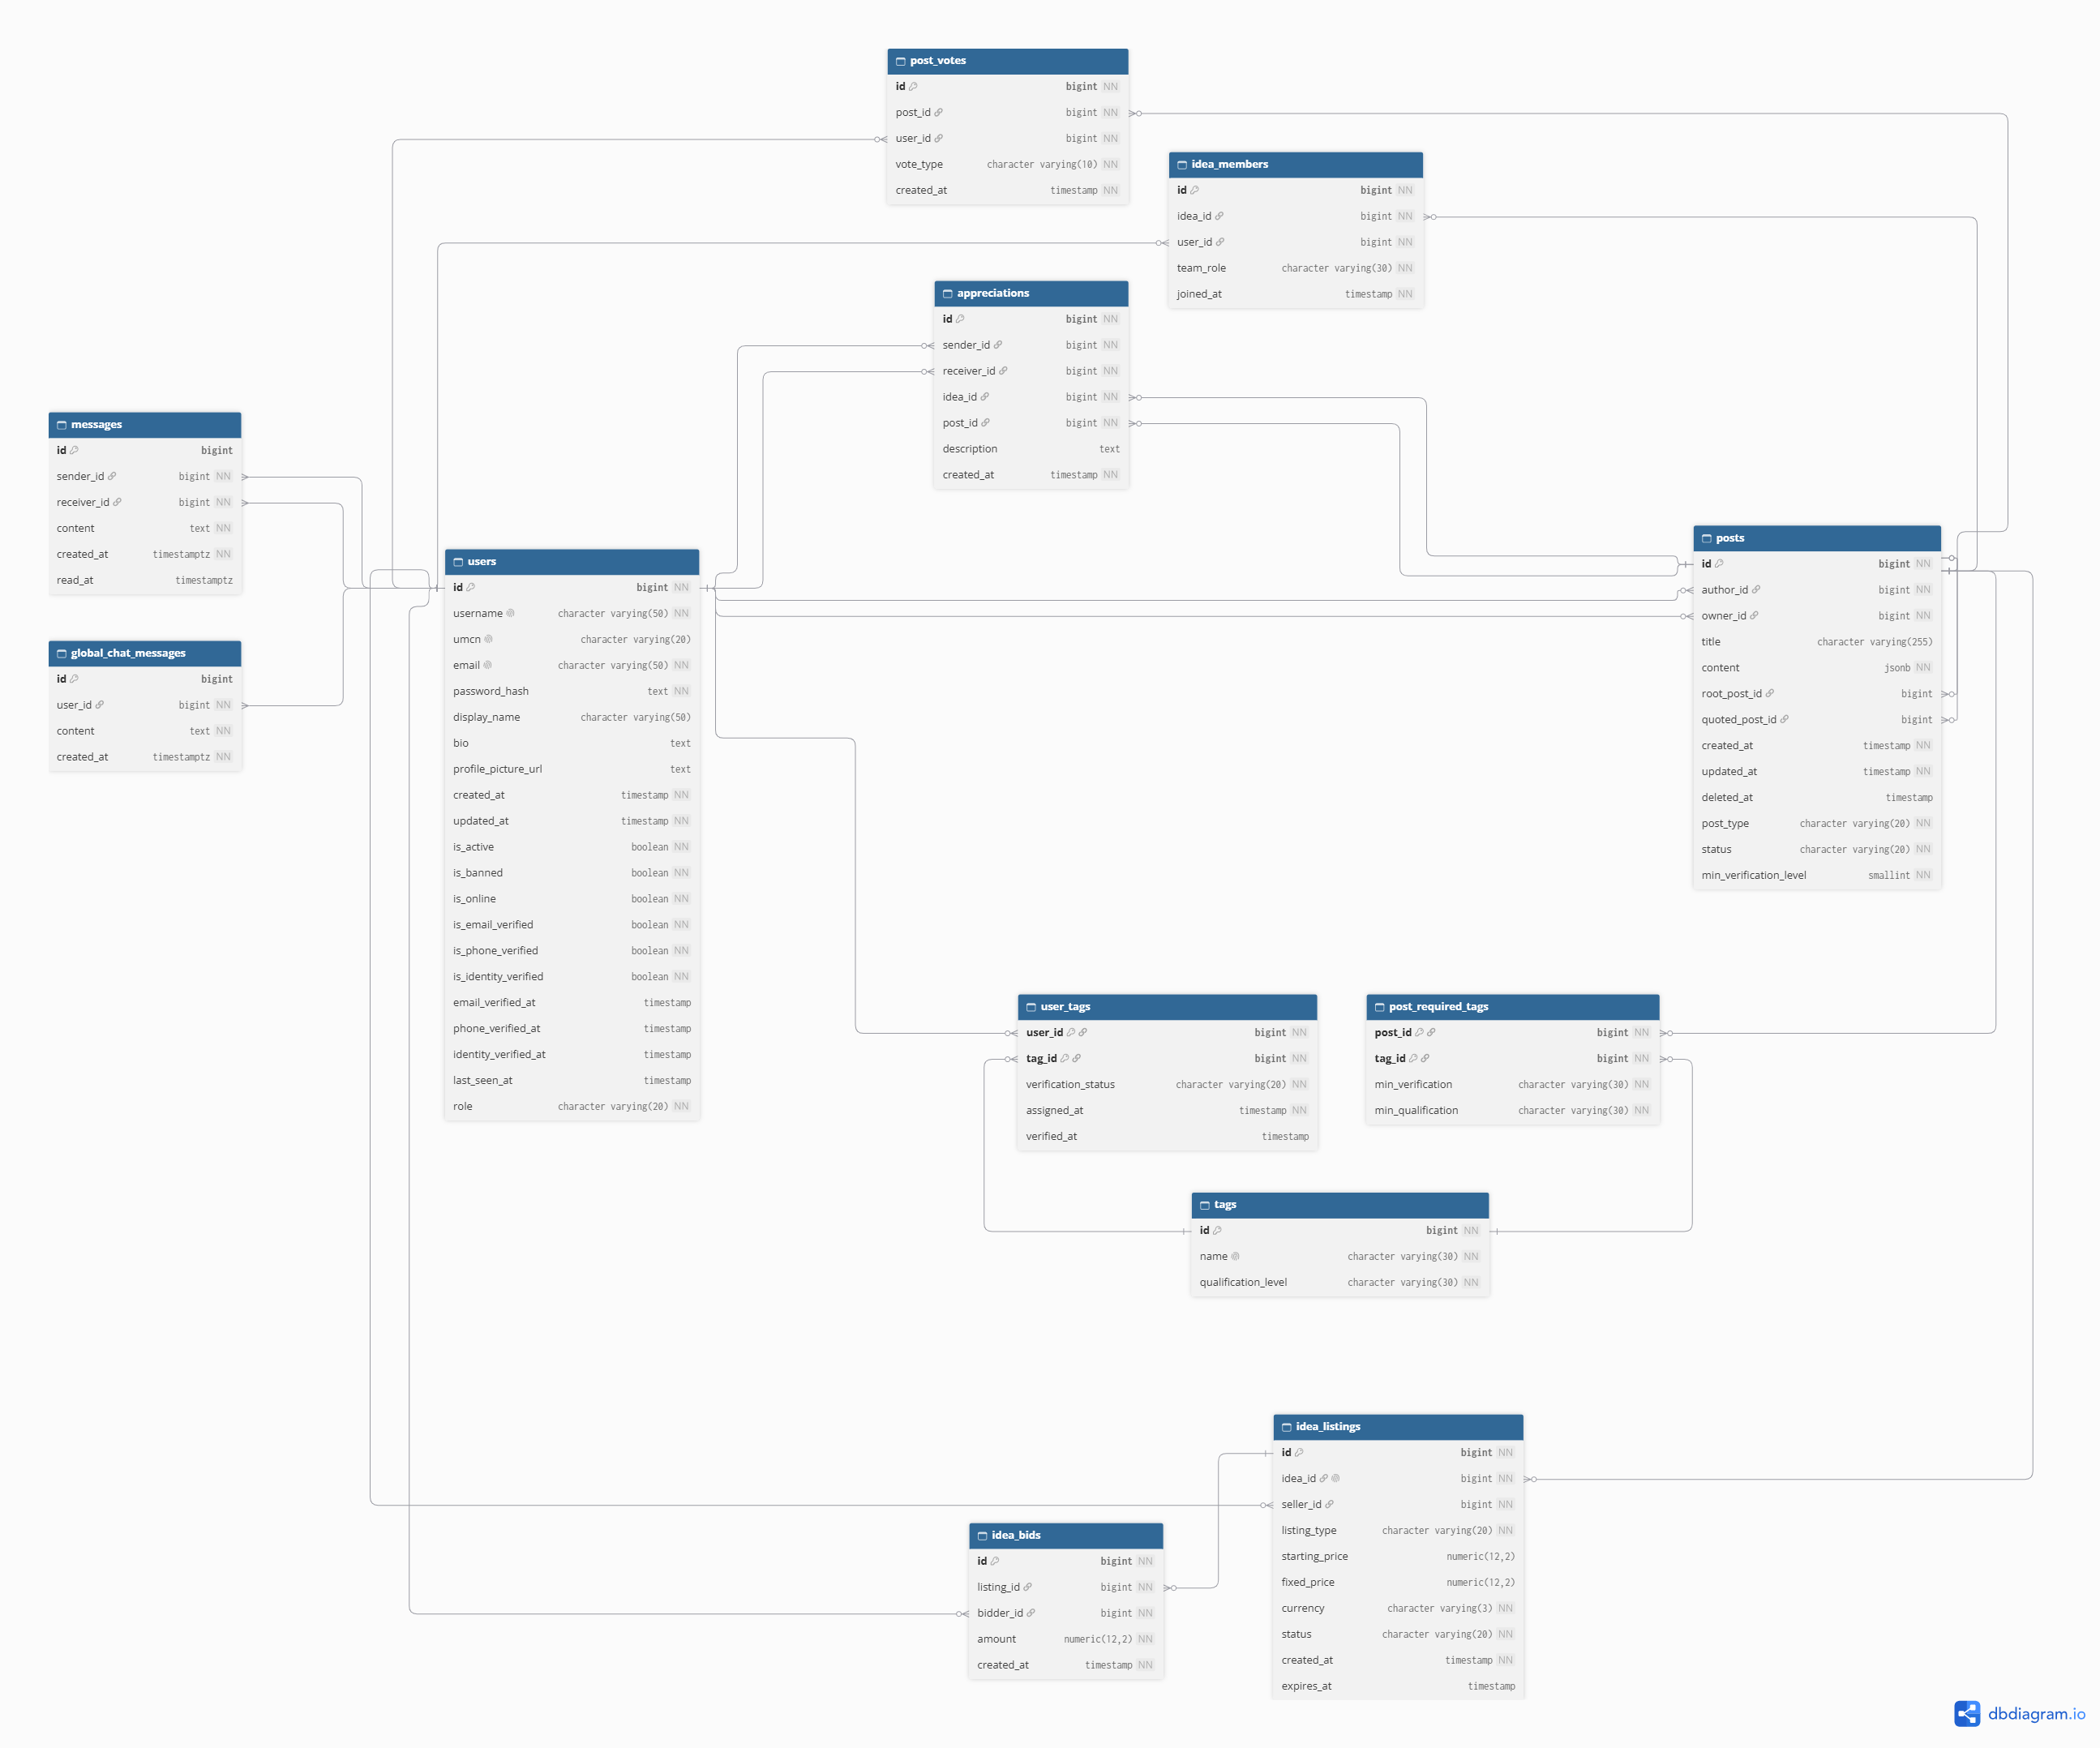 post_votes
id bigint NN
post_id bigint NN
user_id bigint NN
vote_type character varying(10) NN
created_at timestamp NN
idea_members
id bigint NN
idea_id bigint NN
user_id bigint NN
team_role character varying(30) NN
joined_at timestamp NN
appreciations
id bigint NN
sender_id bigint NN
receiver_id bigint NN
idea_id bigint NN
post_id bigint NN
description text
created_at timestamp NN
messages
id bigint
sender_id bigint NN
receiver_id bigint NN
content text NN
created_at timestamptz NN
read_at timestamptz
global_chat_messages
id bigint
user_id bigint NN
content text NN
created_at timestamptz NN
users
id bigint NN
username character varying(50) NN
umcn character varying(20)
email character varying(50) NN
password_hash text NN
display_name character varying(50)
bio text
profile_picture_url text
created_at timestamp NN
updated_at timestamp NN
is_active boolean NN
is_banned boolean NN
is_online boolean NN
is_email_verified boolean NN
is_phone_verified boolean NN
is_identity_verified boolean NN
email_verified_at timestamp
phone_verified_at timestamp
identity_verified_at timestamp
last_seen_at timestamp
role character varying(20) NN
posts
id bigint NN
author_id bigint NN
owner_id bigint NN
title character varying(255)
content jsonb NN
root_post_id bigint
quoted_post_id bigint
created_at timestamp NN
updated_at timestamp NN
deleted_at timestamp
post_type character varying(20) NN
status character varying(20) NN
min_verification_level smallint NN
user_tags
user_id bigint NN
tag_id bigint NN
verification_status character varying(20) NN
assigned_at timestamp NN
verified_at timestamp
post_required_tags
post_id bigint NN
tag_id bigint NN
min_verification character varying(30) NN
min_qualification character varying(30) NN
tags
id bigint NN
name character varying(30) NN
qualification_level character varying(30) NN
idea_listings
id bigint NN
idea_id bigint NN
seller_id bigint NN
listing_type character varying(20) NN
starting_price numeric(12,2)
fixed_price numeric(12,2)
currency character varying(3) NN
status character varying(20) NN
created_at timestamp NN
expires_at timestamp
idea_bids
id bigint NN
listing_id bigint NN
bidder_id bigint NN
amount numeric(12,2) NN
created_at timestamp NN
dbdiagram.io